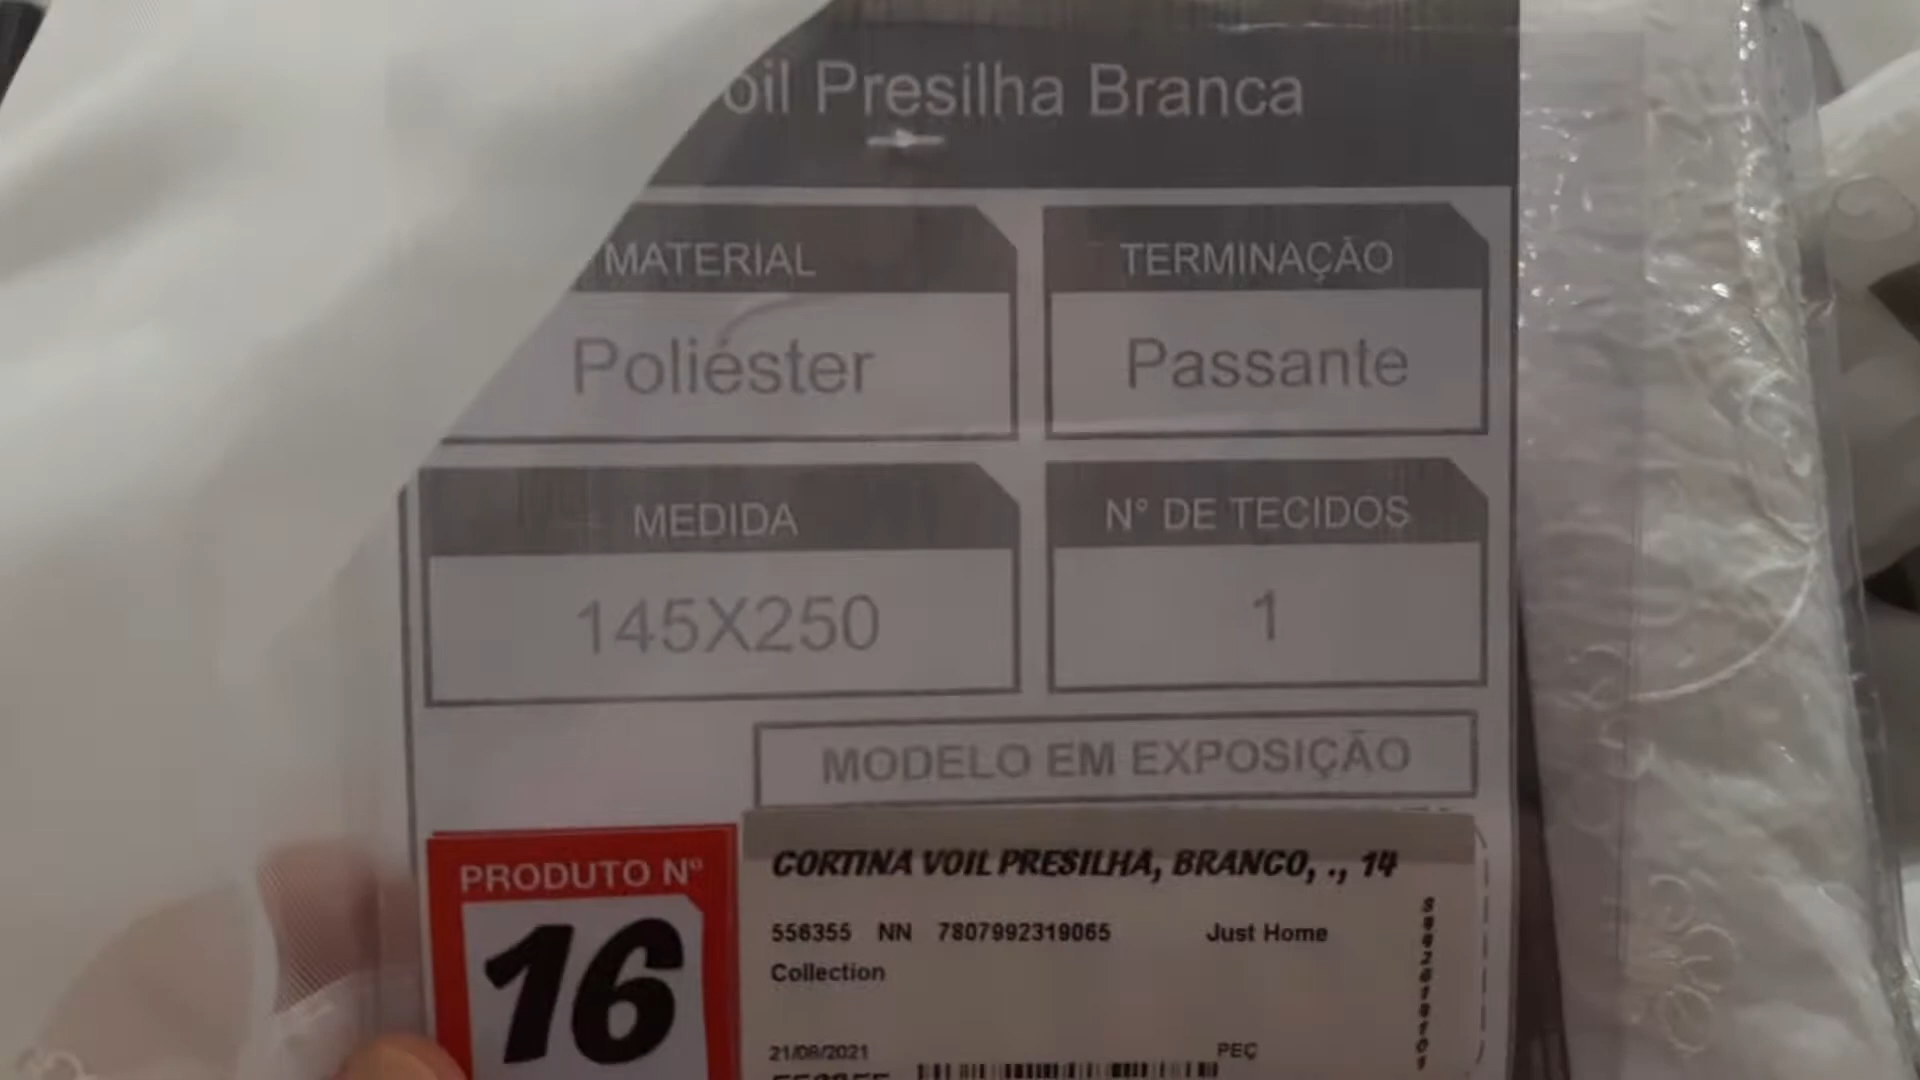 oil Presilha Branca
MATERIAL
Poliéster
TERMINAÇÃO
Passante
MEDIDA
145X250
N° DE TECIDOS
1
MODELO EM EXPOSIÇÃO
PRODUTO Nº
16
CORTINA VOIL PRESILHA, BRANCO, ., 14
556355 NN 7807992319065 Just Home
Collection
21/08/2021 PEÇ